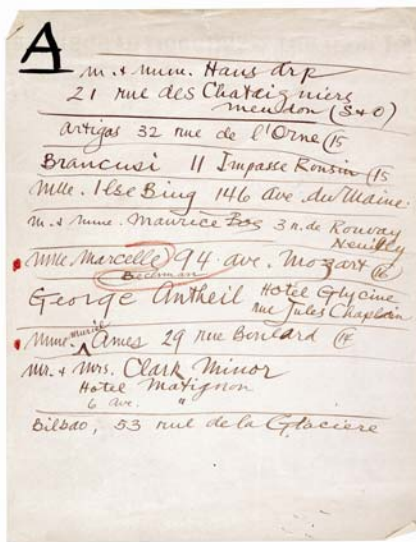 A
M. + Mme. Hans Arp
21 rue des Chataigniers
Meudon (S+O)
Artigas 32 rue de l'Orne (15
Brancusi 11 Impasse Ronsin (15
Mlle. Ilse Bing 146 Ave. du Maine.
M. + Mme. Maurice 3 r. de Rouvray
Neuilly
Mlle. Marcelle 94 ave. Mozart (16
Beckman
George Antheil Hotel Glycine
rue Jules Chaplain
Mme. Muriel Ames 29 rue Boulard (14
Mr. + Mrs. Clark Minor
Hotel Matignon
6 Ave. "
Bilbao, 53 rue de la Glaciere